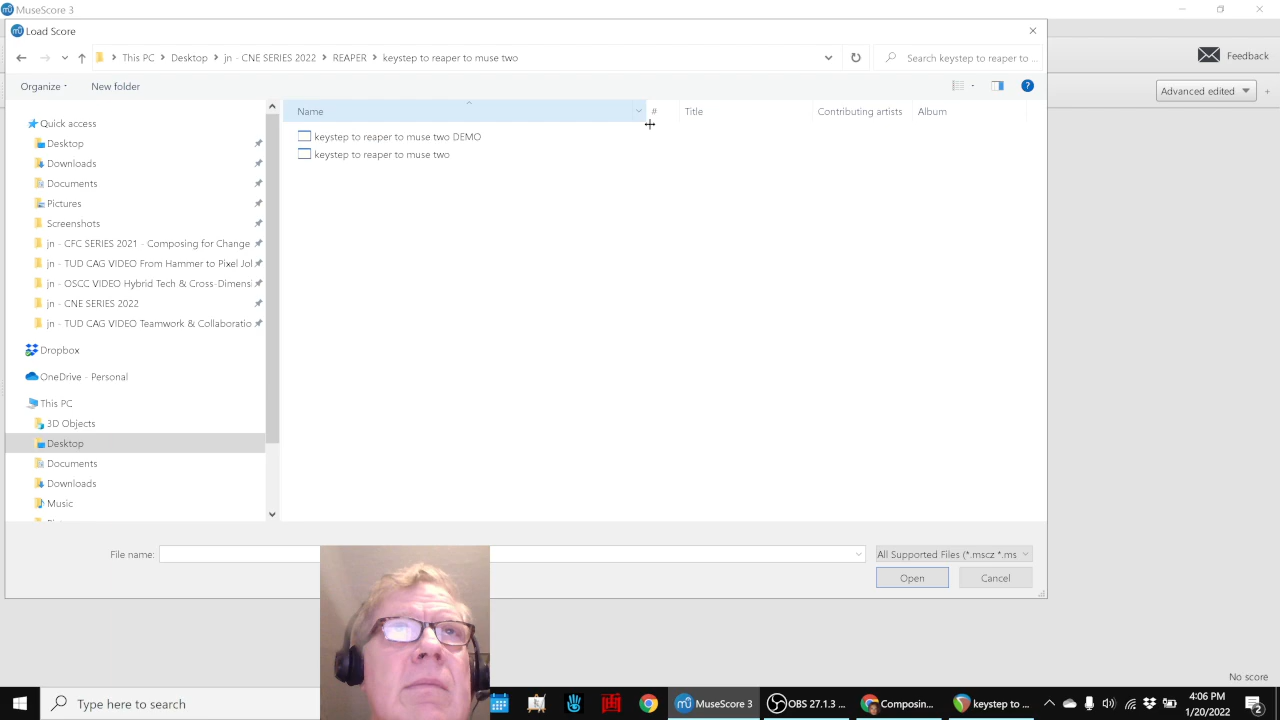 MuseScore 3
Load Score
This PC
Desktop
jn - CNE SERIES 2022
REAPER
keystep to reaper to muse two
Search keystep to reaper to ...
Feedback
Organize
New folder
Advanced edited
+
Name
#
Title
Contributing artists
Album
keystep to reaper to muse two DEMO
keystep to reaper to muse two
Quick access
Desktop
Downloads
Documents
Pictures
Screenshots
jn - CFC SERIES 2021 - Composing for Change
jn - TUD CAG VIDEO From Hammer to Pixel Jol
jn - OSCC VIDEO Hybrid Tech & Cross-Dimensi
jn - CNE SERIES 2022
jn - TUD CAG VIDEO Teamwork & Collaboratio
Dropbox
OneDrive - Personal
This PC
3D Objects
Desktop
Documents
Downloads
Music
File name:
All Supported Files (*.mscz *.ms
Open
Cancel
No score
Type here to search
MuseScore 3
OBS 27.1.3 ...
Composin...
keystep to ...
4:06 PM
1/20/2022
2